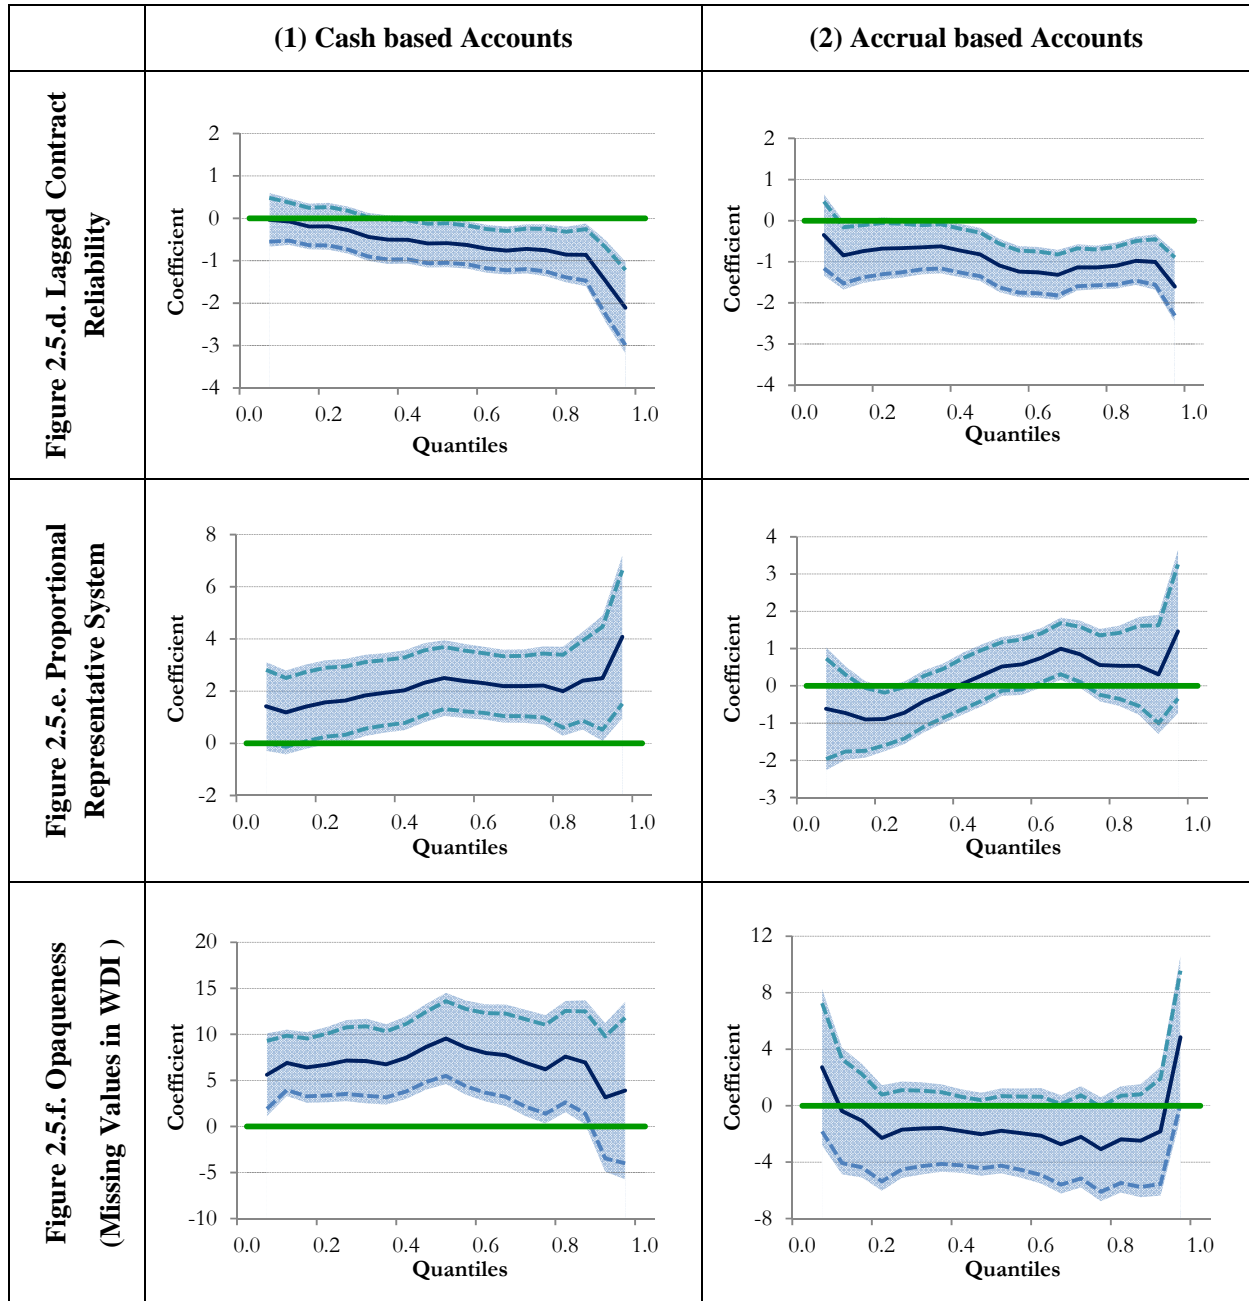 (1) Cash based Accounts
(2) Accrual based Accounts
Figure 2.5.d. Lagged Contract
Reliability
Coefficient
2
1
0
-1
-2
-3
-4
0.0 0.2 0.4 0.6 0.8 1.0
Quantiles
Coefficient
2
1
0
-1
-2
-3
-4
0.0 0.2 0.4 0.6 0.8 1.0
Quantiles
Figure 2.5.e. Proportional
Representative System
Coefficient
8
6
4
2
0
-2
0.0 0.2 0.4 0.6 0.8 1.0
Quantiles
Coefficient
4
3
2
1
0
-1
-2
-3
0.0 0.2 0.4 0.6 0.8 1.0
Quantiles
Figure 2.5.f. Opaqueness
(Missing Values in WDI )
Coefficient
20
15
10
5
0
-5
-10
0.0 0.2 0.4 0.6 0.8 1.0
Quantiles
Coefficient
12
8
4
0
-4
-8
0.0 0.2 0.4 0.6 0.8 1.0
Quantiles